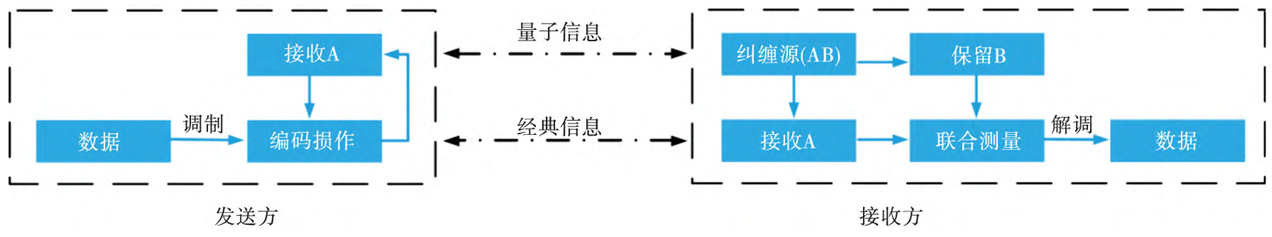 量子信息
接收A
纠缠源(AB)
保留B
数据
调制
编码损作
经典信息
接收A
联合测量
解调
数据
发送方
接收方